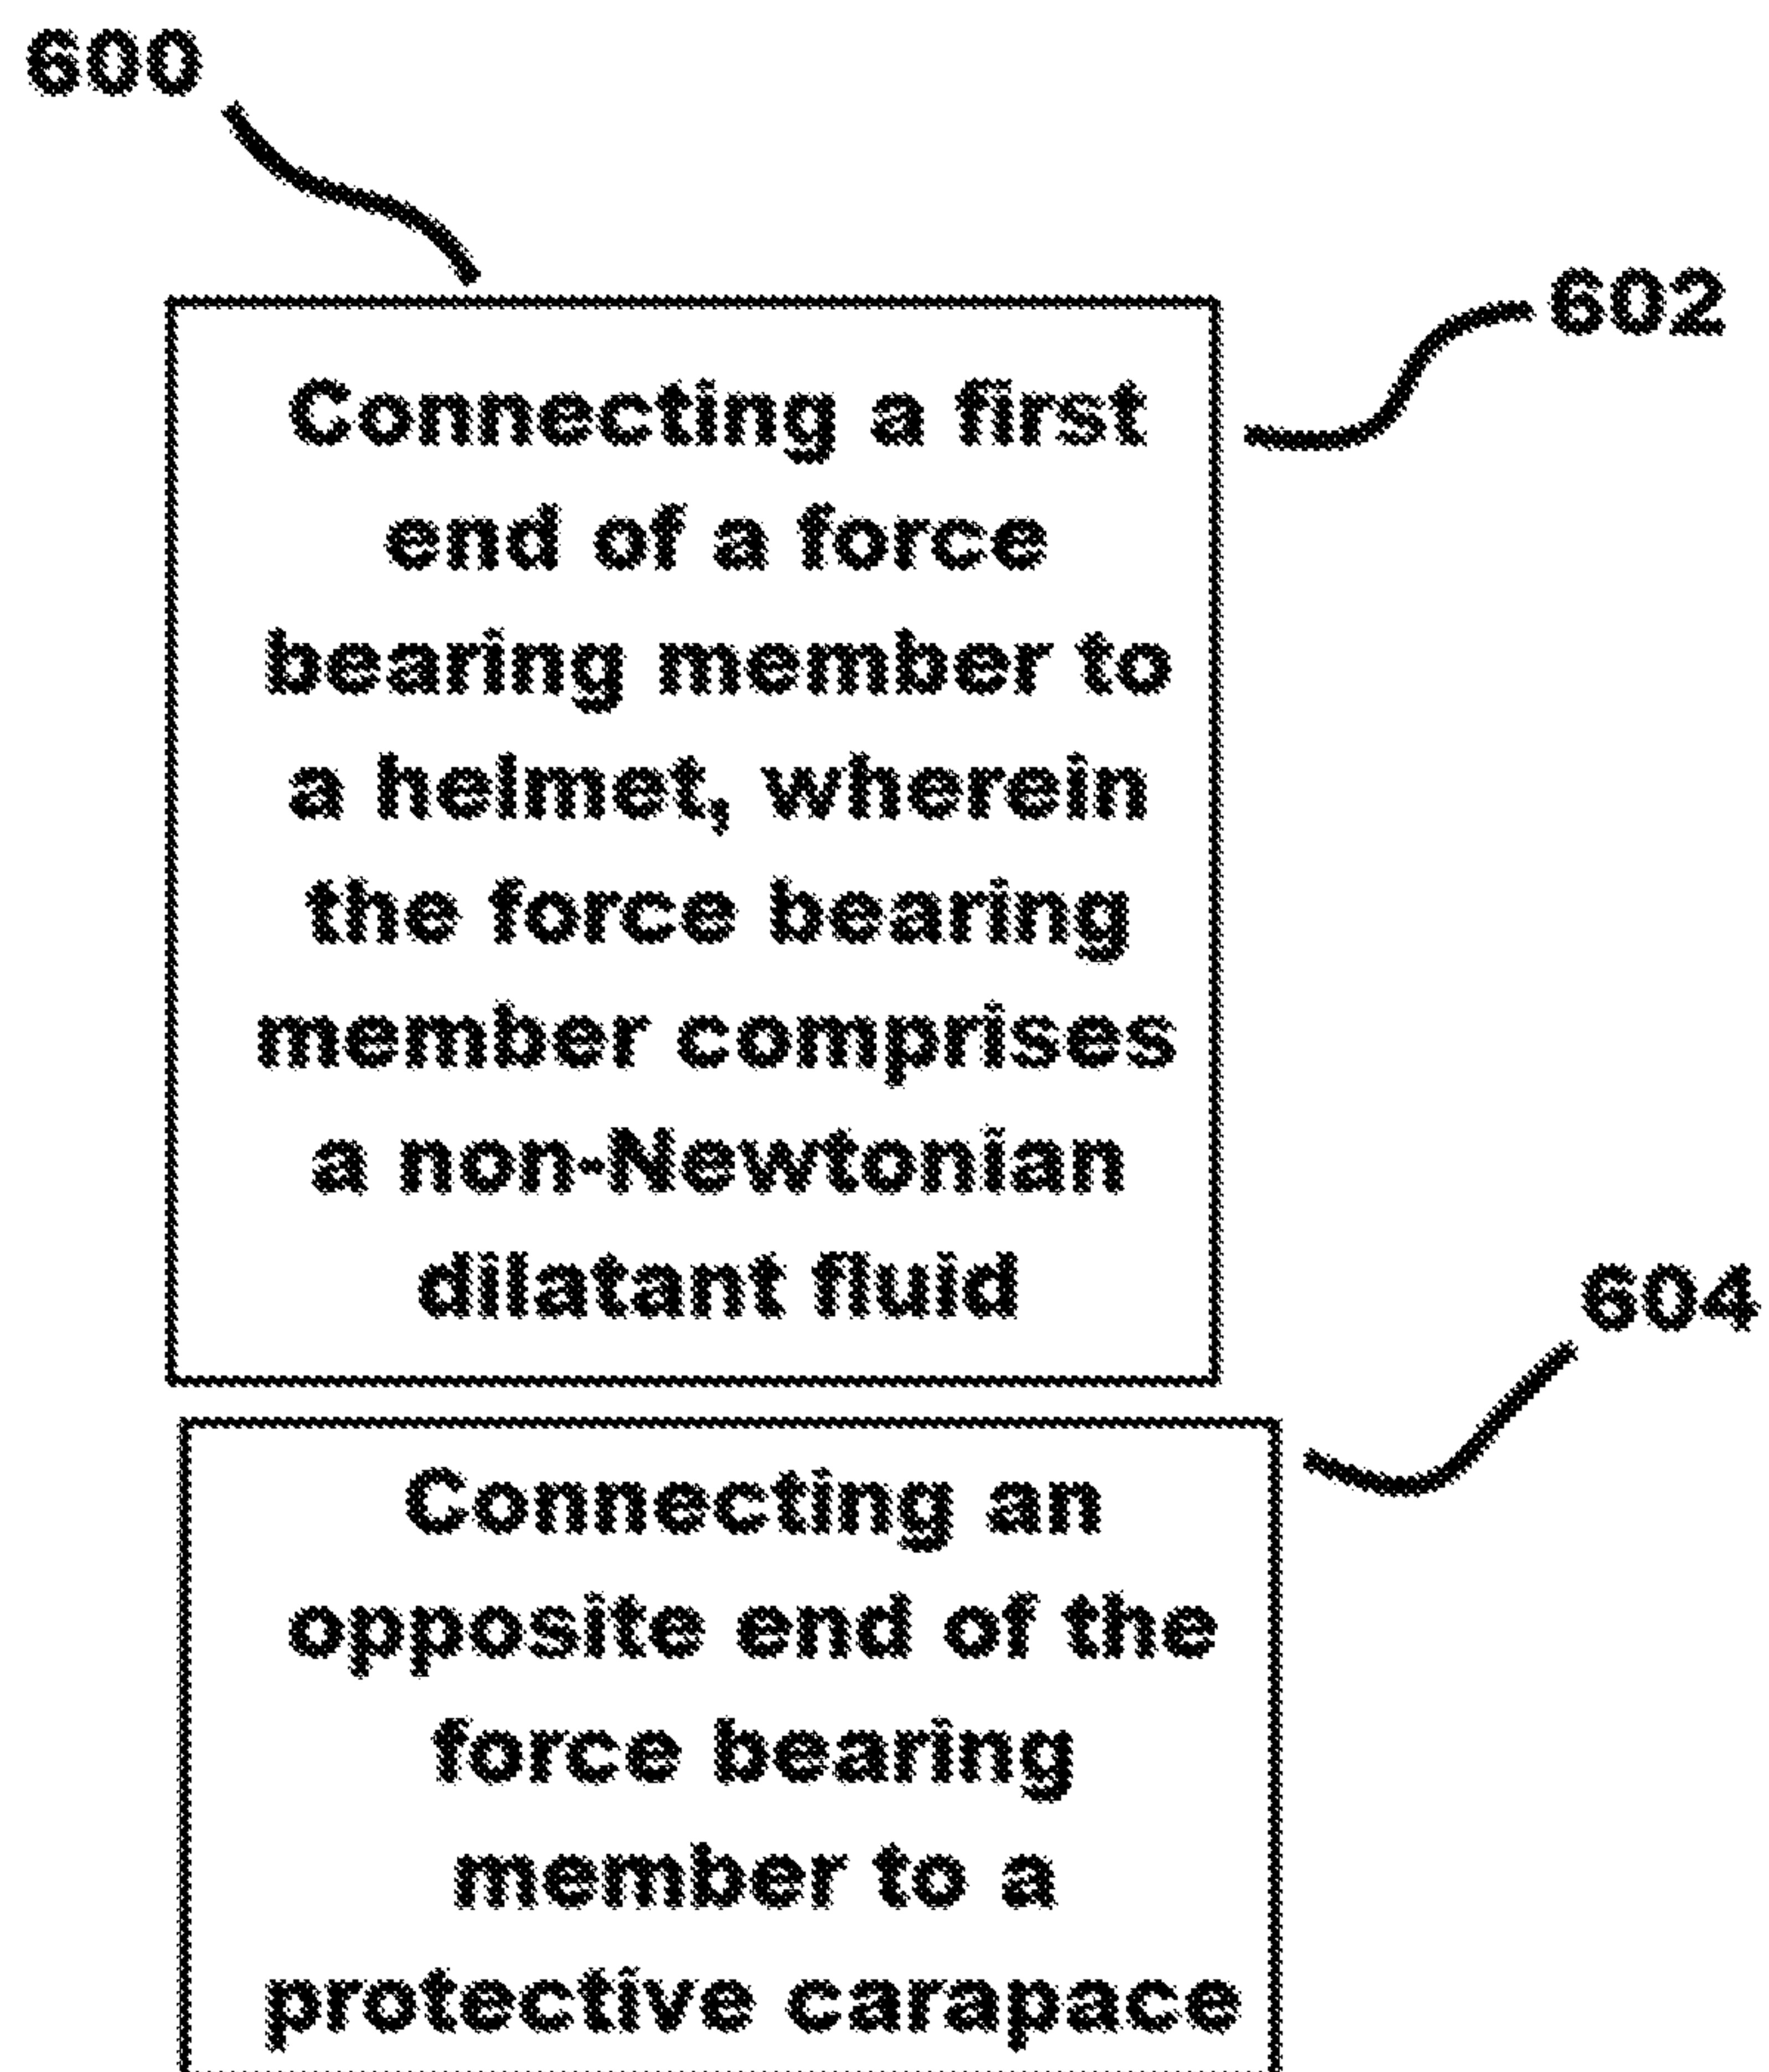 600
602
Connecting a first
end of a force
bearing member to
a helmet, wherein
the force bearing
member comprises
a non-Newtonian
dilatant fluid
604
Connecting an
opposite end of the
force bearing
member to a
protective carapace